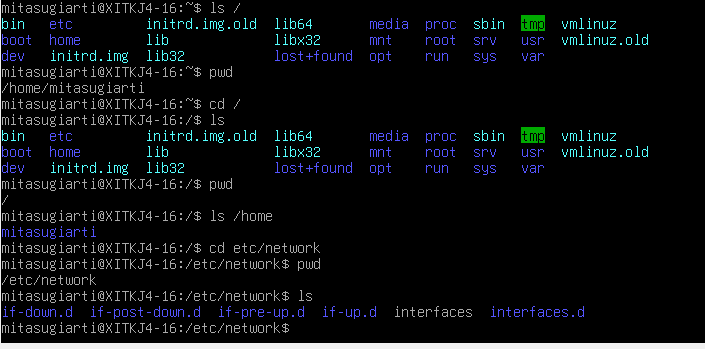 mitasugiarti@XITKJ4-16:~$ ls /
bin   etc         initrd.img.old  lib64       media  proc  sbin  tmp  vmlinuz
boot  home        lib             libx32      mnt    root  srv   usr  vmlinuz.old
dev   initrd.img  lib32           lost+found  opt    run   sys   var
mitasugiarti@XITKJ4-16:~$ pwd
/home/mitasugiarti
mitasugiarti@XITKJ4-16:~$ cd /
mitasugiarti@XITKJ4-16:/$ ls
bin   etc         initrd.img.old  lib64       media  proc  sbin  tmp  vmlinuz
boot  home        lib             libx32      mnt    root  srv   usr  vmlinuz.old
dev   initrd.img  lib32           lost+found  opt    run   sys   var
mitasugiarti@XITKJ4-16:/$ pwd
/
mitasugiarti@XITKJ4-16:/$ ls /home
mitasugiarti
mitasugiarti@XITKJ4-16:/$ cd etc/network
mitasugiarti@XITKJ4-16:/etc/network$ pwd
/etc/network
mitasugiarti@XITKJ4-16:/etc/network$ ls
if-down.d  if-post-down.d  if-pre-up.d  if-up.d  interfaces  interfaces.d
mitasugiarti@XITKJ4-16:/etc/network$